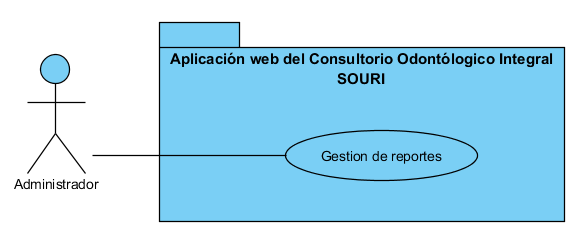 Aplicación web del Consultorio Odontólogico Integral
SOURI
Gestion de reportes
Administrador